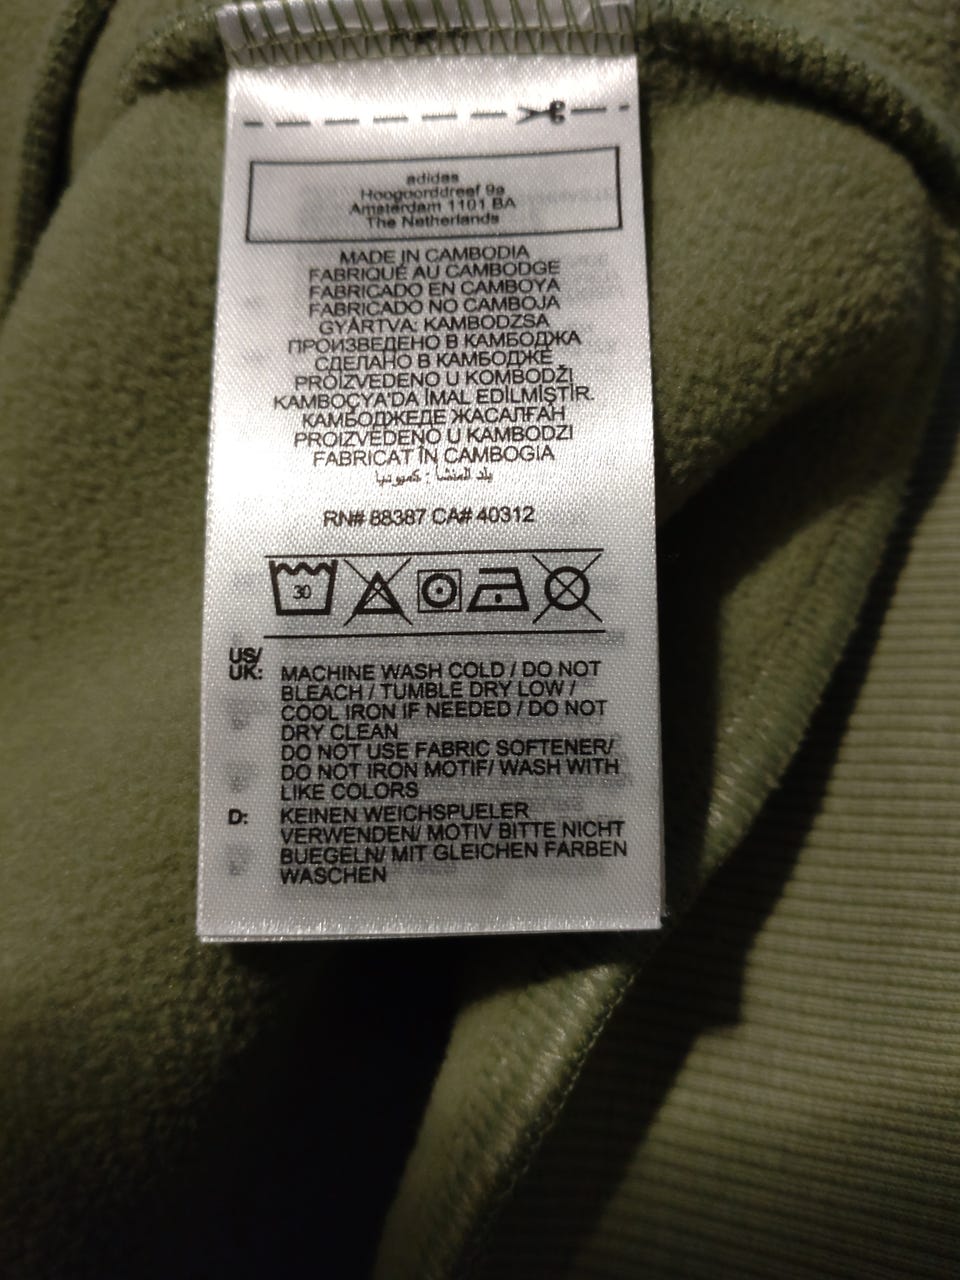 adidas
Hoogoorddreef 9a
Amsterdam 1101 BA
The Netherlands
MADE IN CAMBODIA
FABRIQUÉ AU CAMBODGE
FABRICADO EN CAMBOYA
FABRICADO NO CAMBOJA
GYÁRTVA: KAMBODZSA
ПРОИЗВЕДЕНО В КАМБОДЖА
СДЕЛАНО В КАМБОДЖЕ
PROIZVEDENO U KOMBODŽI
KAMBOÇYA'DA İMAL EDİLMİŞTİR.
КАМБОДЖЕДЕ ЖАСАЛҒАН
PROIZVEDENO U KAMBODZI
FABRICAT ÎN CAMBOGIA
بلد المنشأ : كمبوديا
RN# 88387 CA# 40312
30
US/
UK: MACHINE WASH COLD / DO NOT
BLEACH / TUMBLE DRY LOW /
COOL IRON IF NEEDED / DO NOT
DRY CLEAN
DO NOT USE FABRIC SOFTENER/
DO NOT IRON MOTIF/ WASH WITH
LIKE COLORS
D: KEINEN WEICHSPUELER
VERWENDEN/ MOTIV BITTE NICHT
BUEGELN/ MIT GLEICHEN FARBEN
WASCHEN